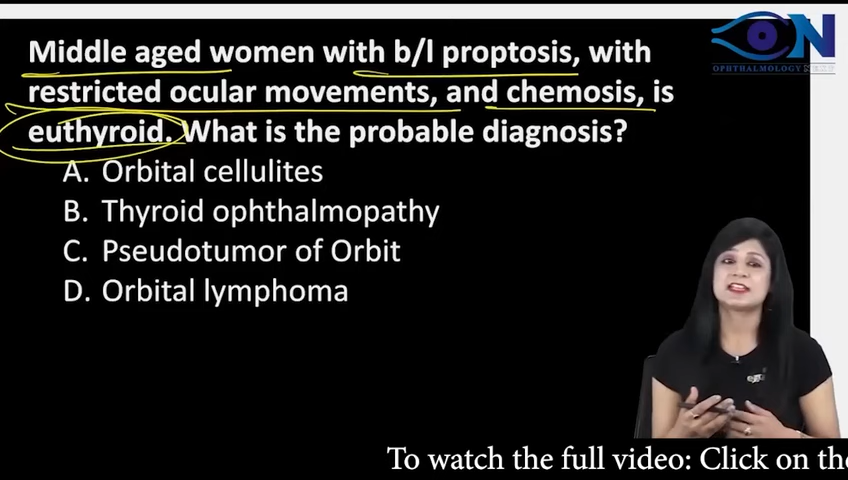 Middle aged women with b/l proptosis, with
restricted ocular movements, and chemosis, is
euthyroid. What is the probable diagnosis?
A. Orbital cellulites
B. Thyroid ophthalmopathy
C. Pseudotumor of Orbit
D. Orbital lymphoma
ON
OPHTHALMOLOGY
To watch the full video: Click on the